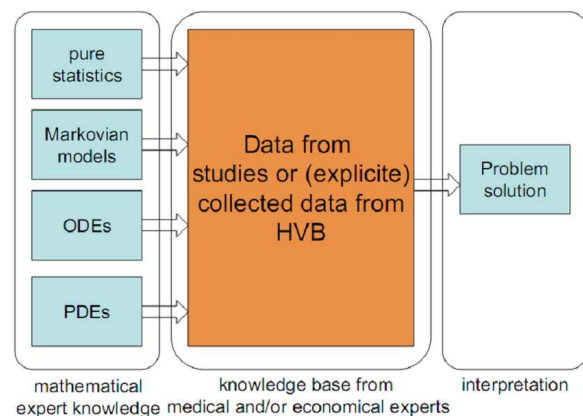 pure
statistics
Markovian
models
ODEs
PDEs
Data from
studies or (explicite)
collected data from
HVB
Problem
solution
mathematical
expert knowledge
knowledge base from
medical and/or economical experts
interpretation